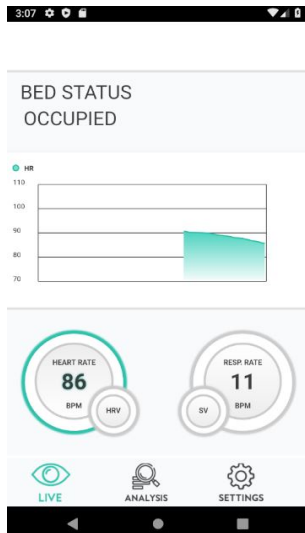 3:07
BED STATUS
OCCUPIED
HR
110
100
90
80
70
HEART RATE
86
BPM
HRV
RESP. RATE
11
BPM
SV
LIVE
ANALYSIS
SETTINGS